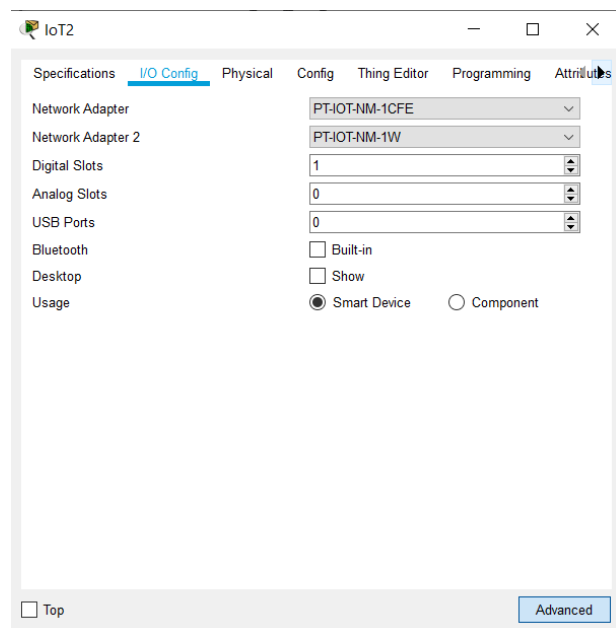 IoT2
Specifications I/O Config Physical Config Thing Editor Programming Attributes
Network Adapter PT-IOT-NM-1CFE
Network Adapter 2 PT-IOT-NM-1W
Digital Slots 1
Analog Slots 0
USB Ports 0
Bluetooth Built-in
Desktop Show
Usage Smart Device Component
Top Advanced